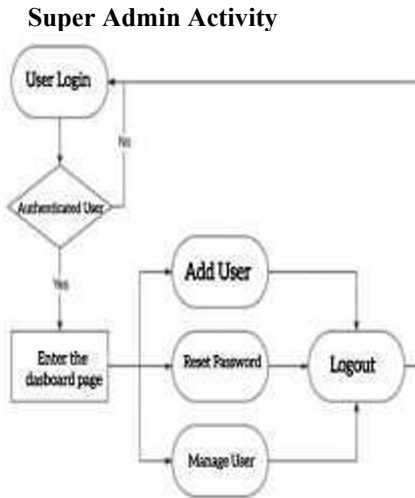 Super Admin Activity
User Login
No
Authenticated User
Yes
Add User
Enter the
dasboard page
Reset Password
Logout
Manage User